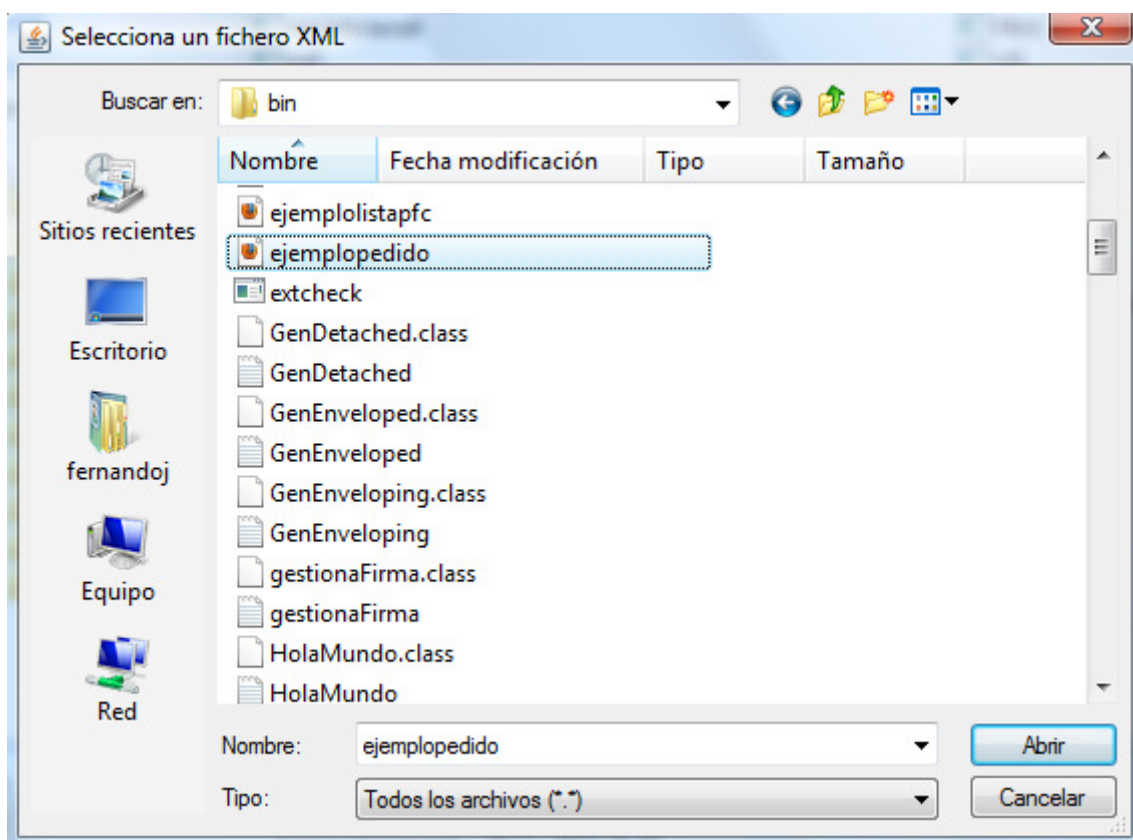 Selecciona un fichero XML
Buscar en: bin
Nombre Fecha modificación Tipo Tamaño
Sitios recientes
Escritorio
fernandoj
Equipo
Red
ejemplolistapfc
ejemplopedido
extcheck
GenDetached.class
GenDetached
GenEnveloped.class
GenEnveloped
GenEnveloping.class
GenEnveloping
gestionaFirma.class
gestionaFirma
HolaMundo.class
HolaMundo
Nombre: ejemplopedido Abrir
Tipo: Todos los archivos (*.*) Cancelar